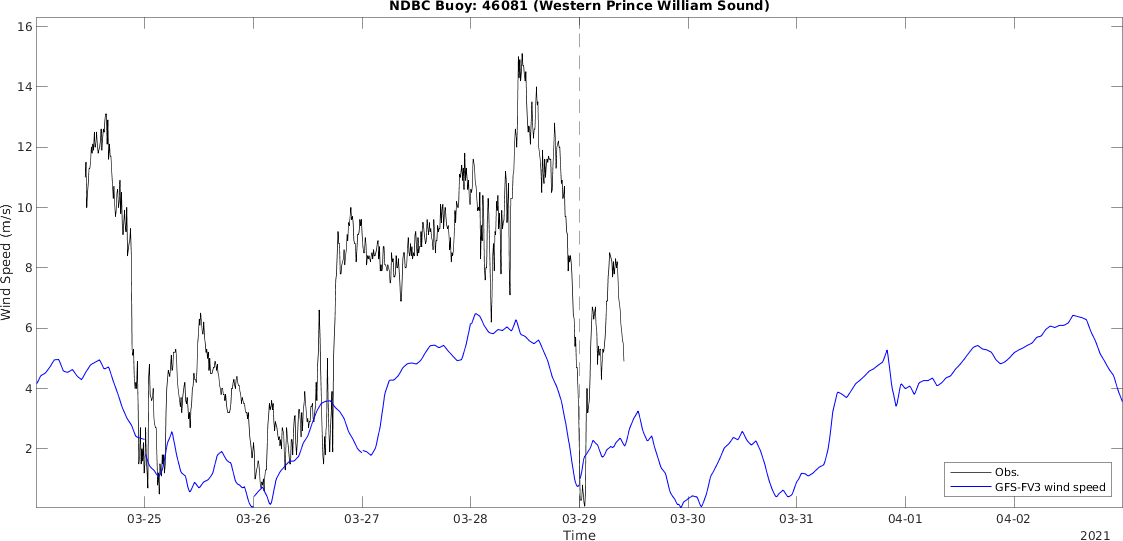 NDBC Buoy: 46081 (Western Prince William Sound)
16
14
12
10
8
6
4
2
Wind Speed (m/s)
Obs.
GFS-FV3 wind speed
03-25 03-26 03-27 03-28 03-29 03-30 03-31 04-01 04-02
Time
2021